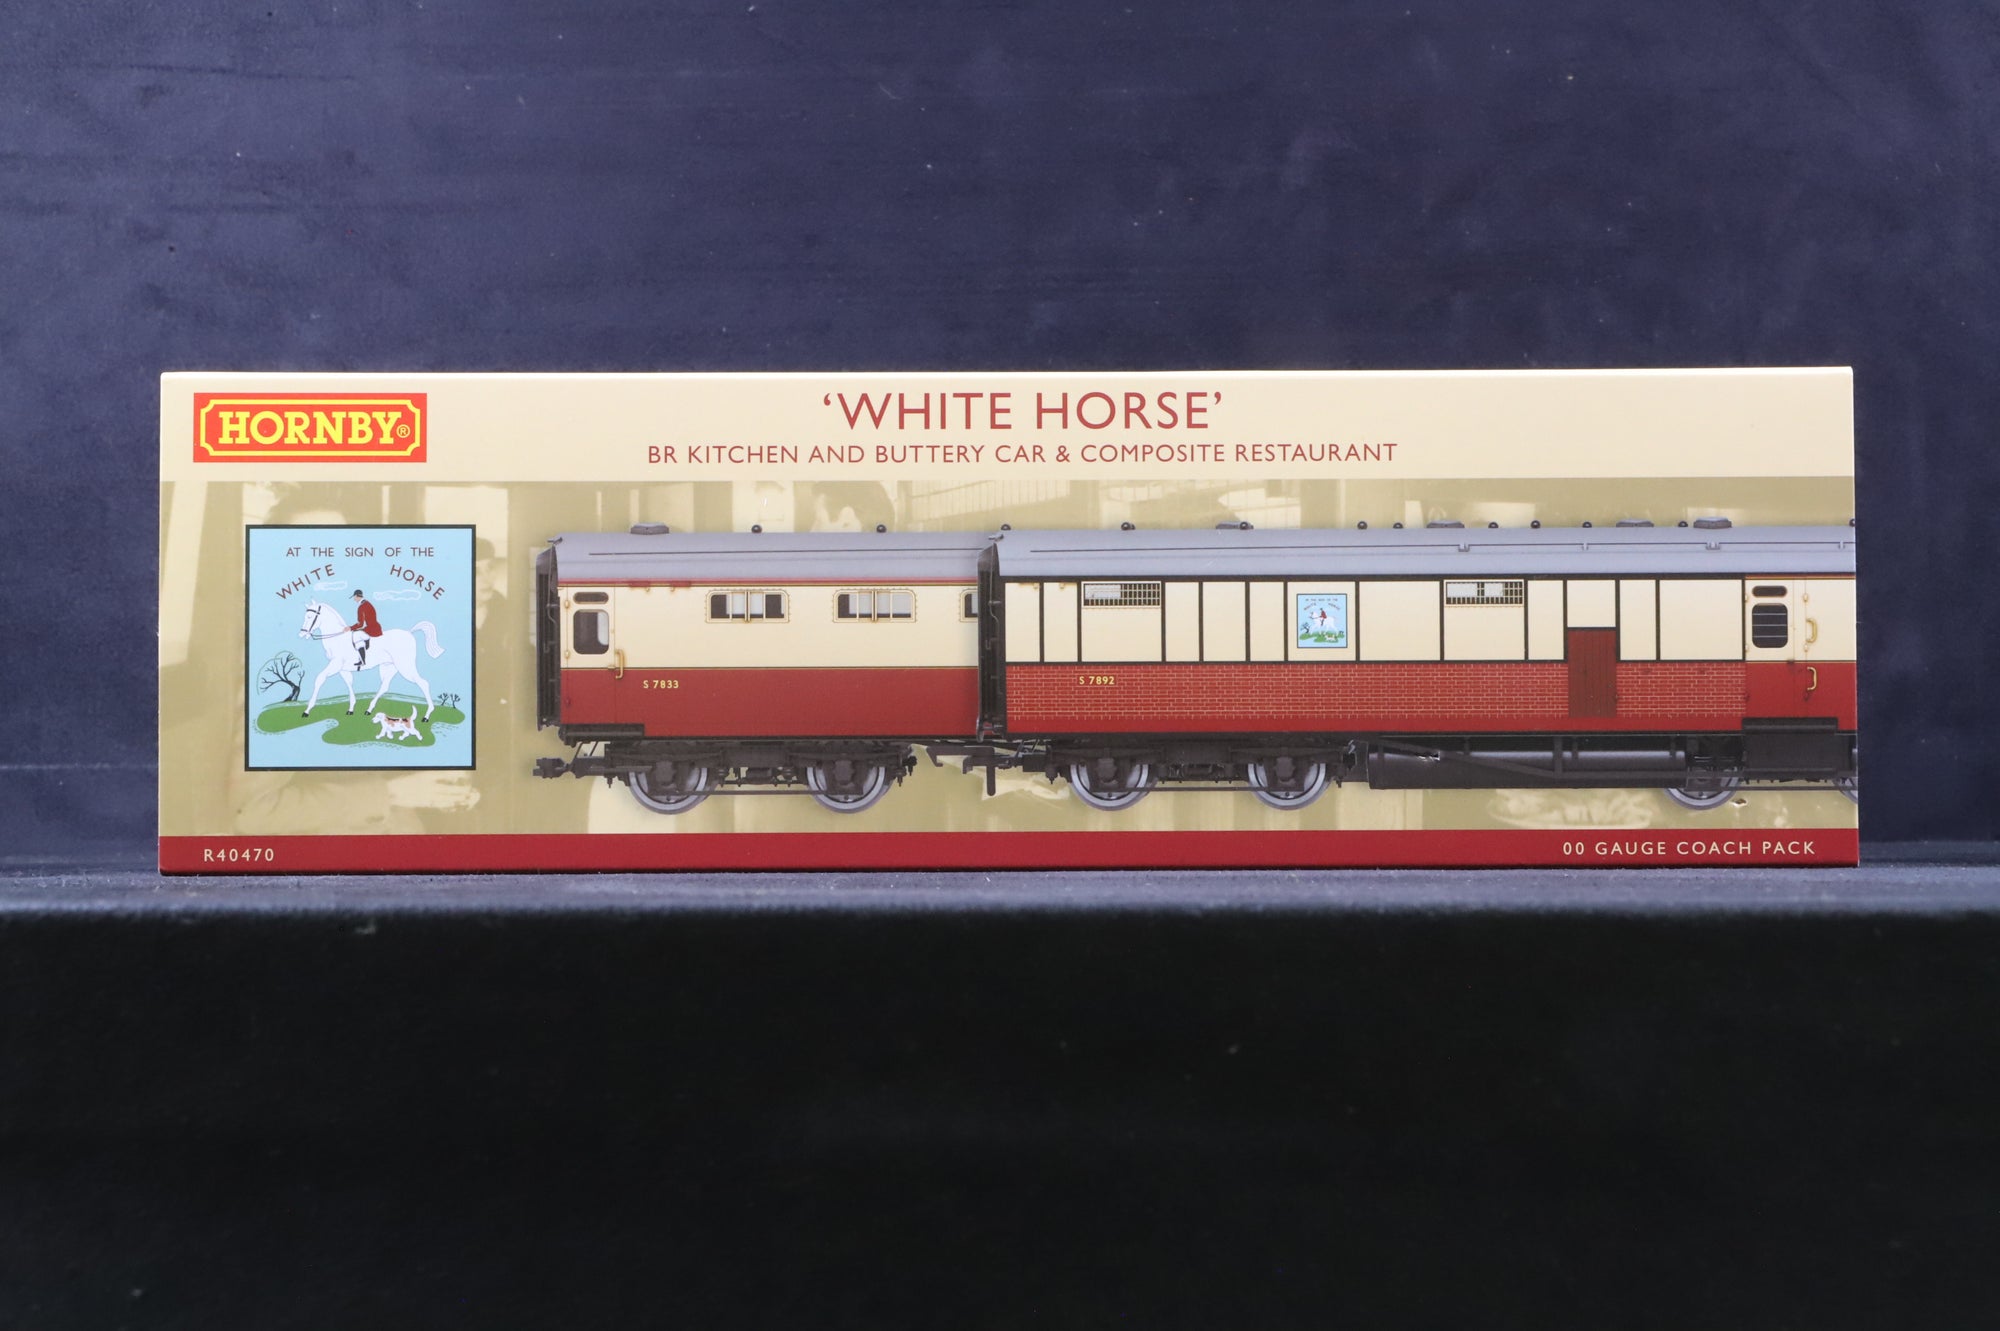 HORNBY®
‘WHITE HORSE’
BR KITCHEN AND BUTTERY CAR & COMPOSITE RESTAURANT
AT THE SIGN OF THE
WHITE HORSE
S 7833
S 7892
R40470
00 GAUGE COACH PACK